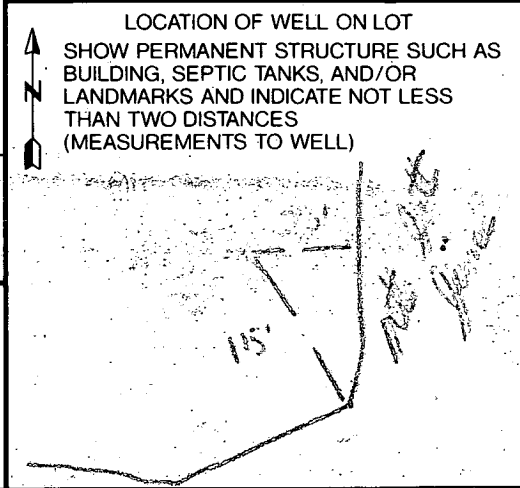 LOCATION OF WELL ON LOT
SHOW PERMANENT STRUCTURE SUCH AS
BUILDING, SEPTIC TANKS, AND/OR
LANDMARKS AND INDICATE NOT LESS
THAN TWO DISTANCES
(MEASUREMENTS TO WELL)
N
115'